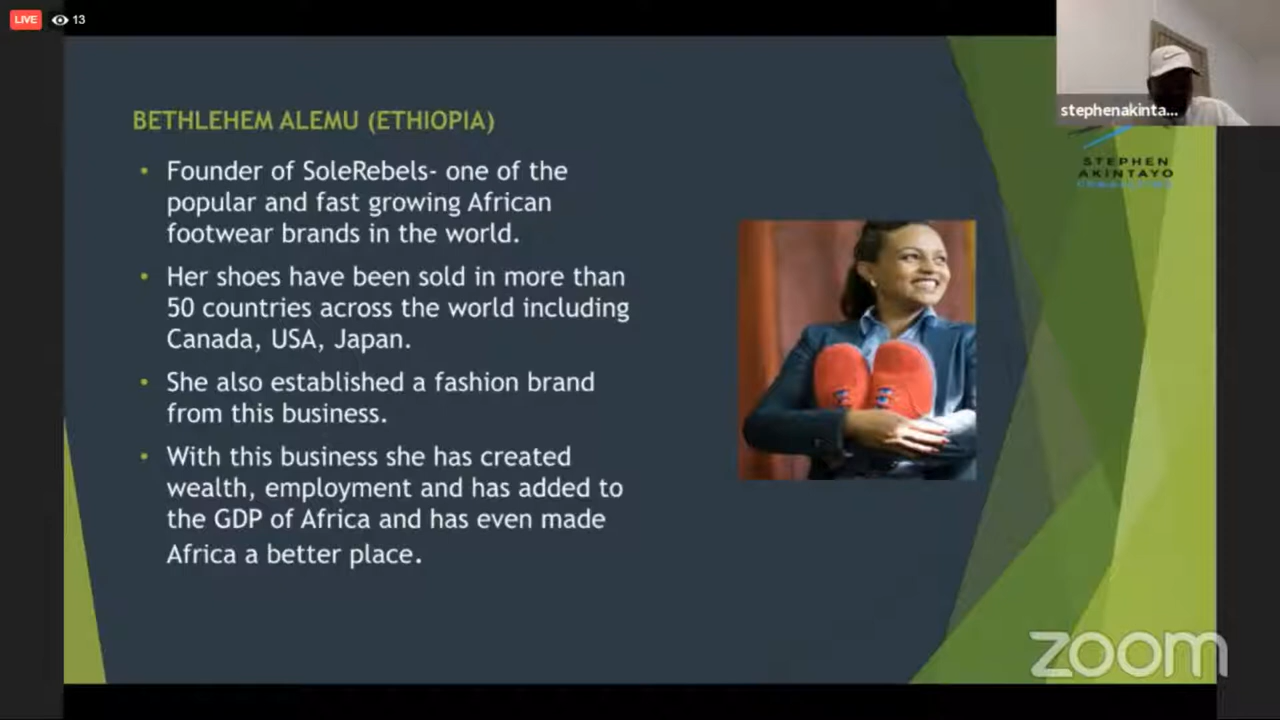 LIVE 13
stephenakinta...
STEPHEN
AKINTAYO
CONSULTING
BETHLEHEM ALEMU (ETHIOPIA)
• Founder of SoleRebels- one of the
popular and fast growing African
footwear brands in the world.
• Her shoes have been sold in more than
50 countries across the world including
Canada, USA, Japan.
• She also established a fashion brand
from this business.
• With this business she has created
wealth, employment and has added to
the GDP of Africa and has even made
Africa a better place.
zoom